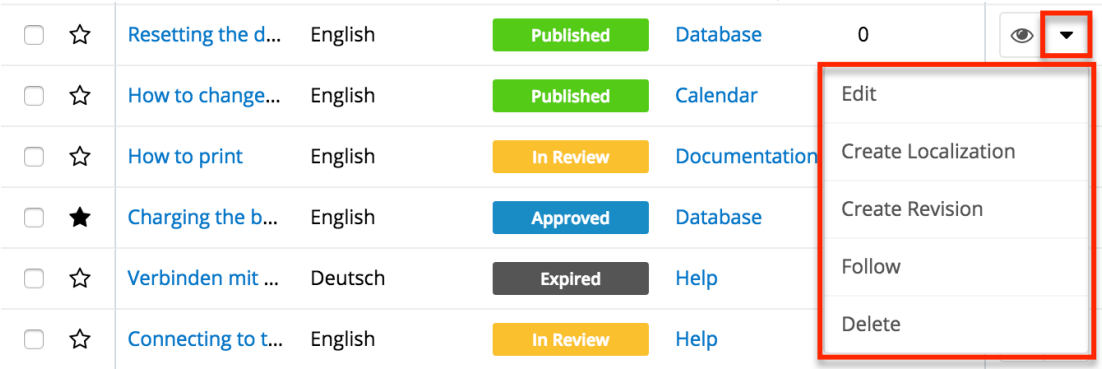 Resetting the d... English Published Database 0
How to change... English Published Calendar
How to print English In Review Documentation
Charging the b... English Approved Database
Verbinden mit ... Deutsch Expired Help
Connecting to t... English In Review Help
Edit
Create Localization
Create Revision
Follow
Delete